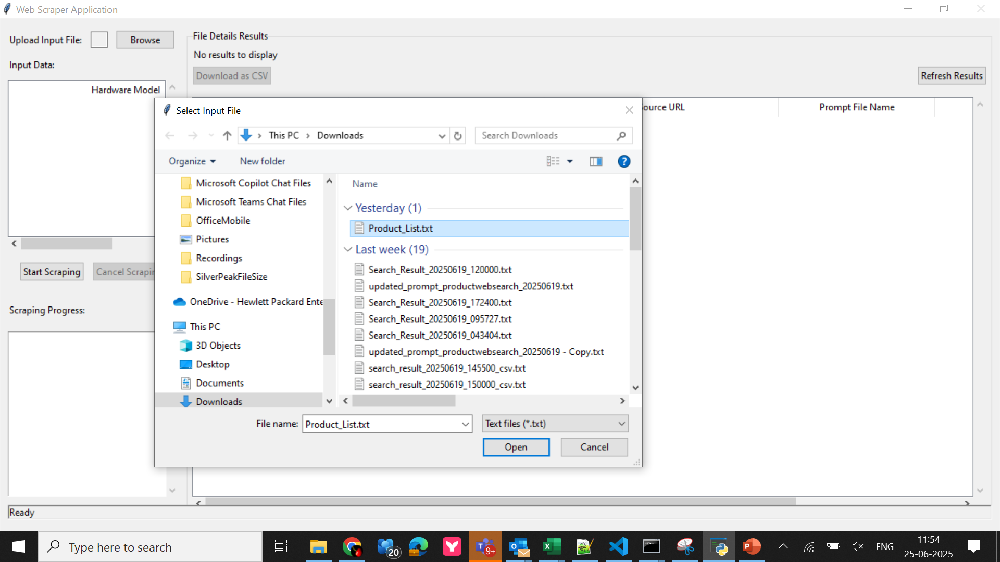 Web Scraper Application
Upload Input File:
Browse
File Details Results
No results to display
Input Data:
Download as CSV
Refresh Results
Hardware Model
ource URL
Prompt File Name
Select Input File
This PC
Downloads
Search Downloads
Organize
New folder
Microsoft Copilot Chat Files
Microsoft Teams Chat Files
OfficeMobile
Pictures
Recordings
SilverPeakFileSize
OneDrive - Hewlett Packard Ente
This PC
3D Objects
Desktop
Documents
Downloads
Name
Yesterday (1)
Product_List.txt
Last week (19)
Search_Result_20250619_120000.txt
updated_prompt_productwebsearch_20250619.txt
Search_Result_20250619_172400.txt
Search_Result_20250619_095727.txt
Search_Result_20250619_043404.txt
updated_prompt_productwebsearch_20250619 - Copy.txt
search_result_20250619_145500_csv.txt
search_result_20250619_150000_csv.txt
File name:
Product_List.txt
Text files (*.txt)
Open
Cancel
Start Scraping
Cancel Scrapin
Scraping Progress:
Ready
Type here to search
20
9+
ENG
11:54
25-06-2025